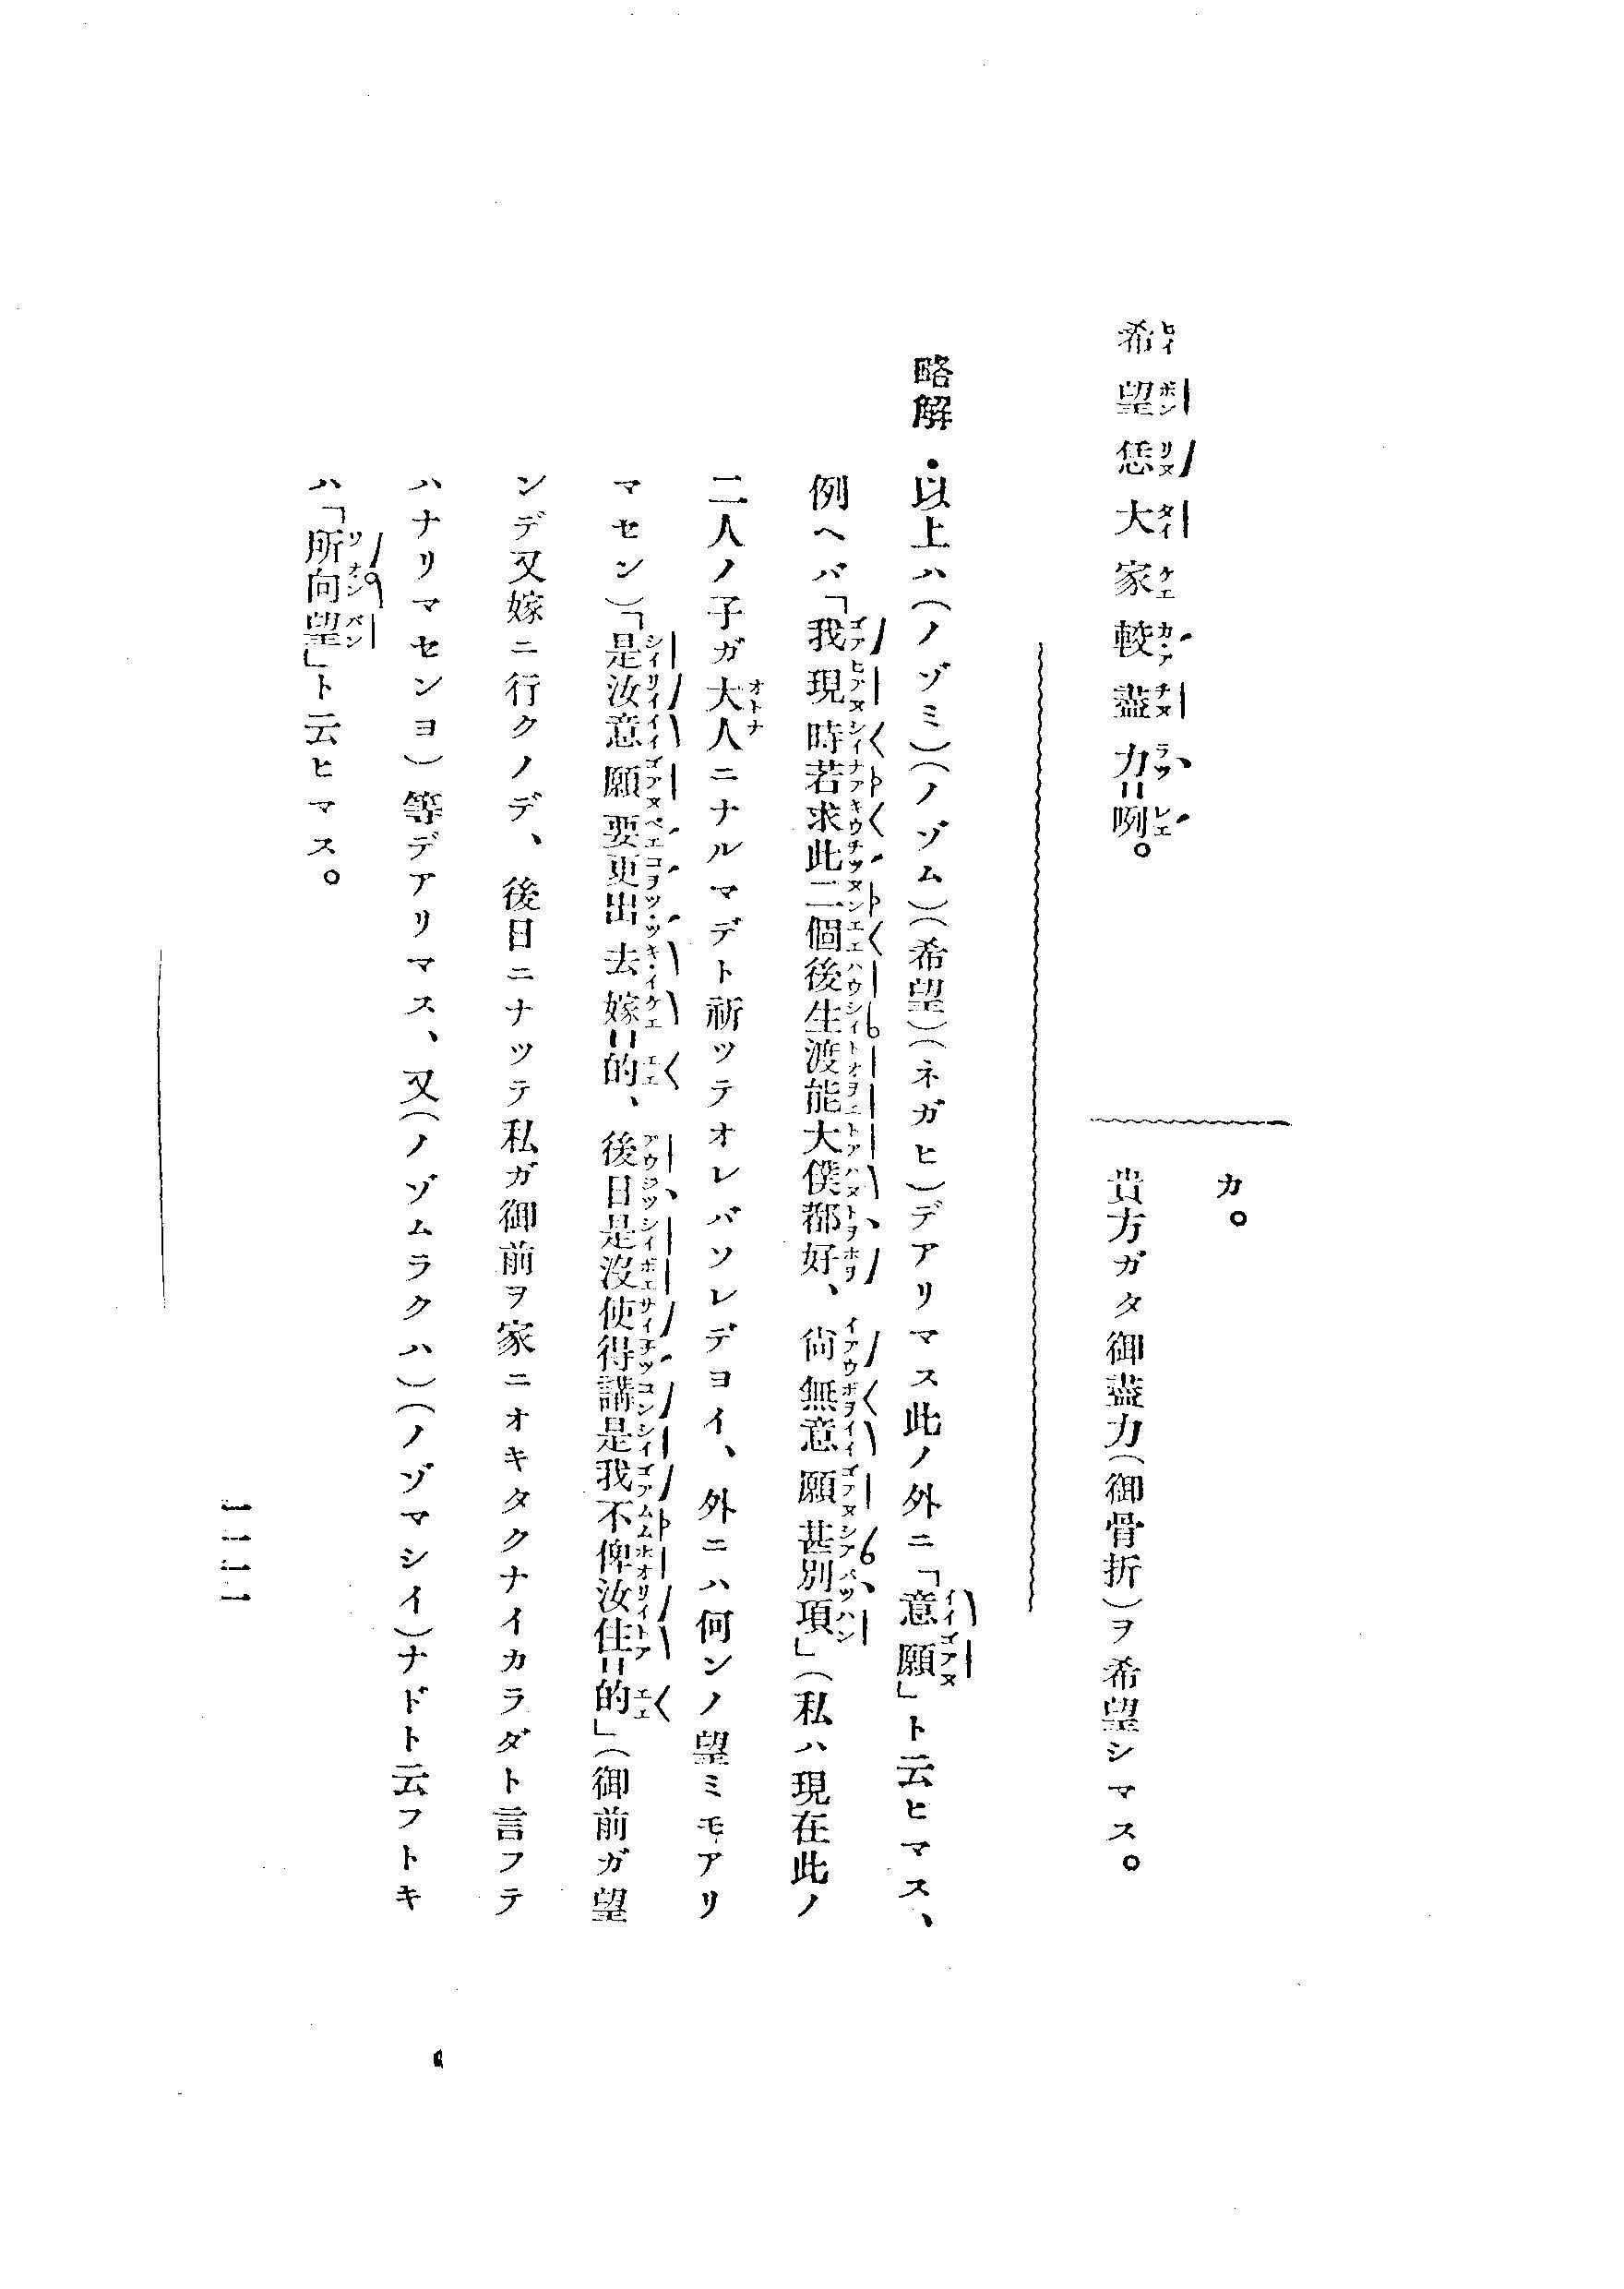 カ。
希望恁大家較盡力〢咧。
貴方ガタ御盡力(御骨折)ヲ希望シマス。
略解・以上ハ(ノゾミ)(ノゾム)(希望)(ネガヒ)デアリマス此ノ外ニ「意願」ト云ヒマス、
例ヘバ「我現時若求此二個後生渡能大僕都好、尙無意願甚別項」(私ハ現在此ノ
二人ノ子ガ大人ニナルマデト祈ツテオレバソレデヨイ、外ニハ何ンノ望ミモアリ
マセン)「是汝意願要更出去嫁〢的、後日是沒使得講是我不俾汝住〢的」(御前ガ望
ンデ又嫁ニ行クノデ、後日ニナツテ私ガ御前ヲ家ニオキタクナイカラダト言フテ
ハナリマセンヨ)等デアリマス、又(ノゾムラクハ)(ノゾマシイ)ナドト云フトキ
ハ「所向望」ト云ヒマス。